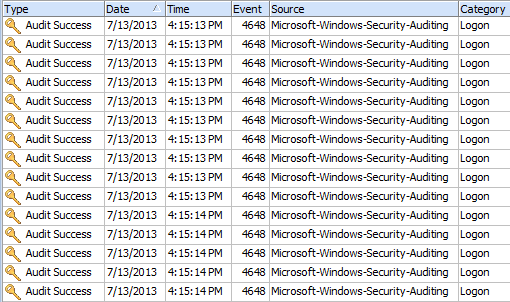 Type Date Time Event Source Category
Audit Success 7/13/2013 4:15:13 PM 4648 Microsoft-Windows-Security-Auditing Logon
Audit Success 7/13/2013 4:15:13 PM 4648 Microsoft-Windows-Security-Auditing Logon
Audit Success 7/13/2013 4:15:13 PM 4648 Microsoft-Windows-Security-Auditing Logon
Audit Success 7/13/2013 4:15:13 PM 4648 Microsoft-Windows-Security-Auditing Logon
Audit Success 7/13/2013 4:15:13 PM 4648 Microsoft-Windows-Security-Auditing Logon
Audit Success 7/13/2013 4:15:13 PM 4648 Microsoft-Windows-Security-Auditing Logon
Audit Success 7/13/2013 4:15:13 PM 4648 Microsoft-Windows-Security-Auditing Logon
Audit Success 7/13/2013 4:15:13 PM 4648 Microsoft-Windows-Security-Auditing Logon
Audit Success 7/13/2013 4:15:13 PM 4648 Microsoft-Windows-Security-Auditing Logon
Audit Success 7/13/2013 4:15:13 PM 4648 Microsoft-Windows-Security-Auditing Logon
Audit Success 7/13/2013 4:15:14 PM 4648 Microsoft-Windows-Security-Auditing Logon
Audit Success 7/13/2013 4:15:14 PM 4648 Microsoft-Windows-Security-Auditing Logon
Audit Success 7/13/2013 4:15:14 PM 4648 Microsoft-Windows-Security-Auditing Logon
Audit Success 7/13/2013 4:15:14 PM 4648 Microsoft-Windows-Security-Auditing Logon
Audit Success 7/13/2013 4:15:14 PM 4648 Microsoft-Windows-Security-Auditing Logon